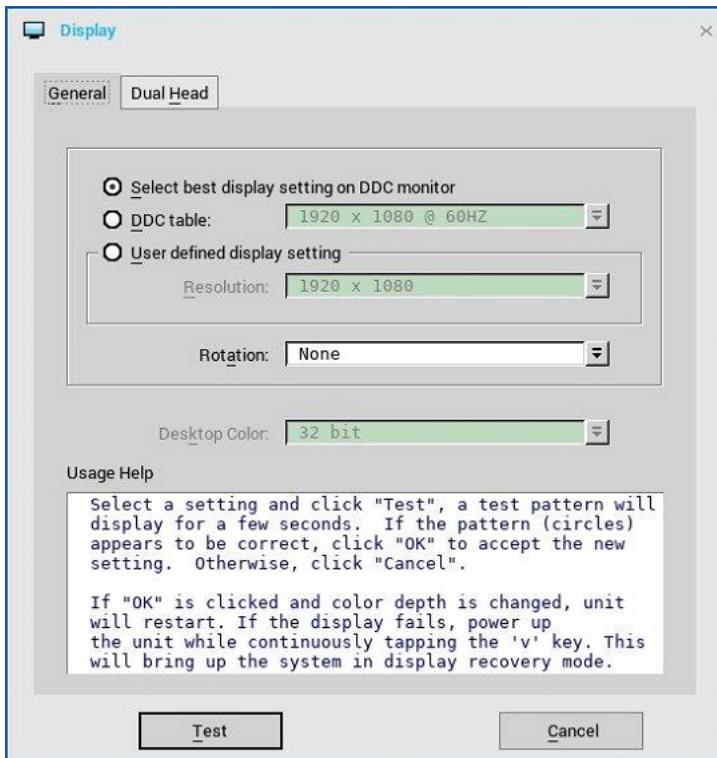 Display
General
Dual Head
Select best display setting on DDC monitor
DDC table: 1920 x 1080 @ 60HZ
User defined display setting
Resolution: 1920 x 1080
Rotation: None
Desktop Color: 32 bit
Usage Help
Select a setting and click "Test", a test pattern will
display for a few seconds.  If the pattern (circles)
appears to be correct, click "OK" to accept the new
setting.  Otherwise, click "Cancel".
If "OK" is clicked and color depth is changed, unit
will restart. If the display fails, power up
the unit while continuously tapping the 'v' key. This
will bring up the system in display recovery mode.
Test
Cancel